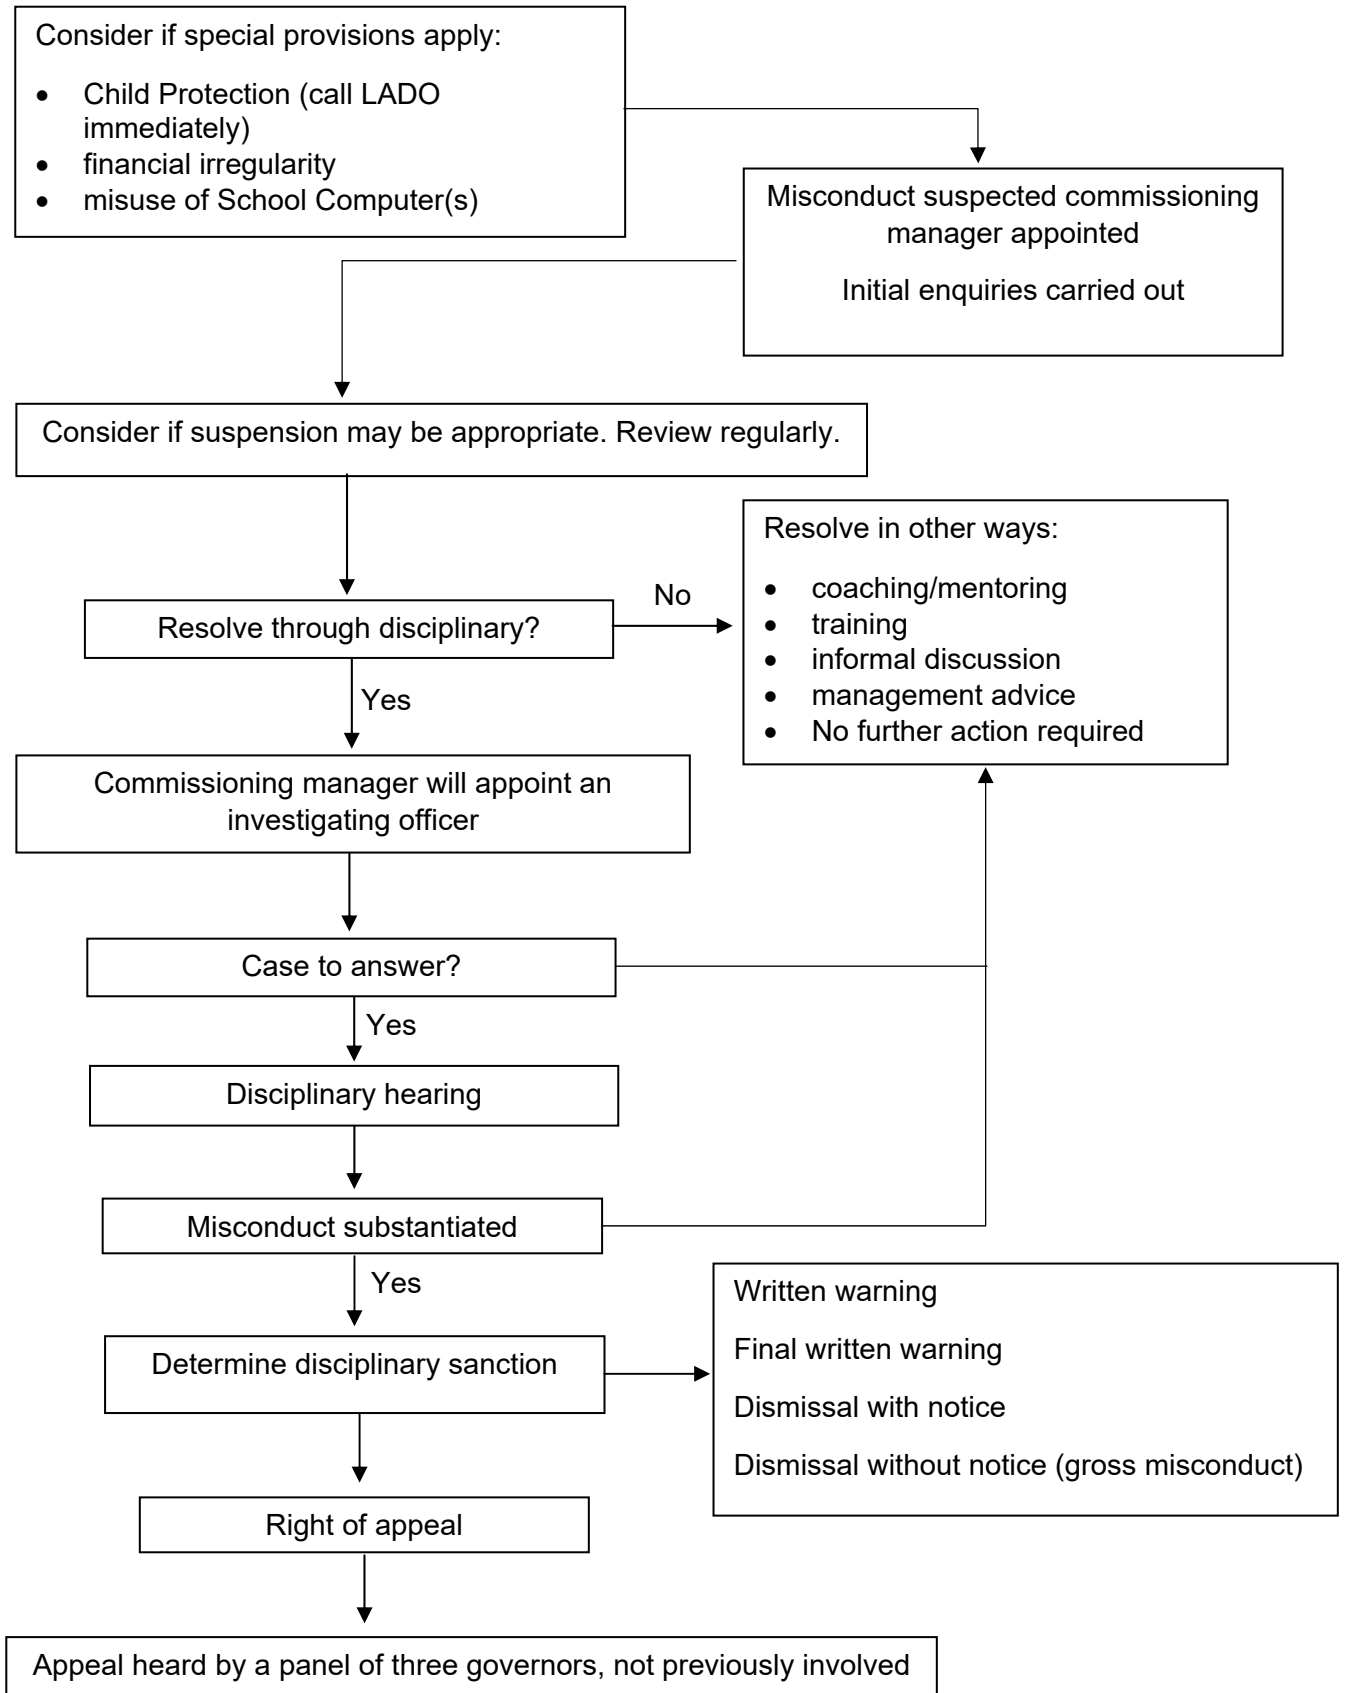 Consider if special provisions apply:
• Child Protection (call LADO
immediately)
• financial irregularity
• misuse of School Computer(s)
Misconduct suspected commissioning
manager appointed
Initial enquiries carried out
Consider if suspension may be appropriate. Review regularly.
Resolve through disciplinary?
No
Resolve in other ways:
• coaching/mentoring
• training
• informal discussion
• management advice
• No further action required
Yes
Commissioning manager will appoint an
investigating officer
Case to answer?
Yes
Disciplinary hearing
Misconduct substantiated
Yes
Determine disciplinary sanction
Written warning
Final written warning
Dismissal with notice
Dismissal without notice (gross misconduct)
Right of appeal
Appeal heard by a panel of three governors, not previously involved